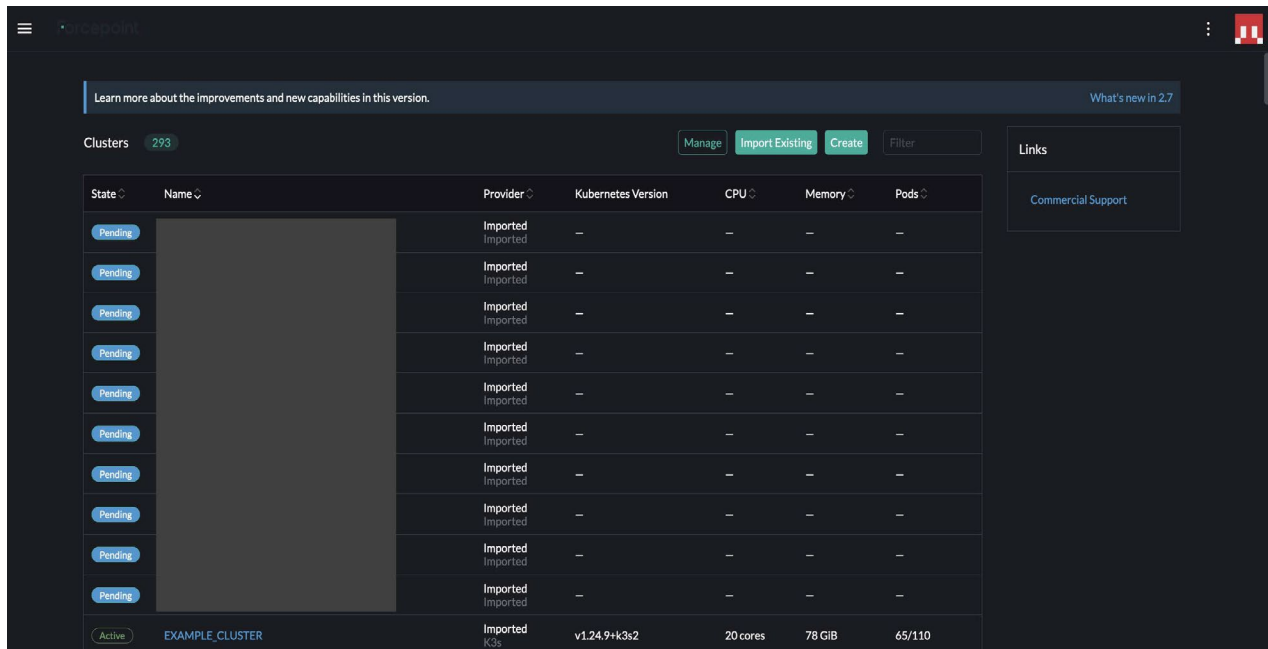 Forcepoint
Learn more about the improvements and new capabilities in this version. What's new in 2.7
Clusters 293 Manage Import Existing Create Filter
Links
State Name Provider Kubernetes Version CPU Memory Pods
Commercial Support
Pending Imported — — — —
Imported
Pending Imported — — — —
Imported
Pending Imported — — — —
Imported
Pending Imported — — — —
Imported
Pending Imported — — — —
Imported
Pending Imported — — — —
Imported
Pending Imported — — — —
Imported
Pending Imported — — — —
Imported
Pending Imported — — — —
Imported
Pending Imported — — — —
Imported
Active EXAMPLE_CLUSTER Imported v1.24.9+k3s2 20 cores 78 GiB 65/110
K3s